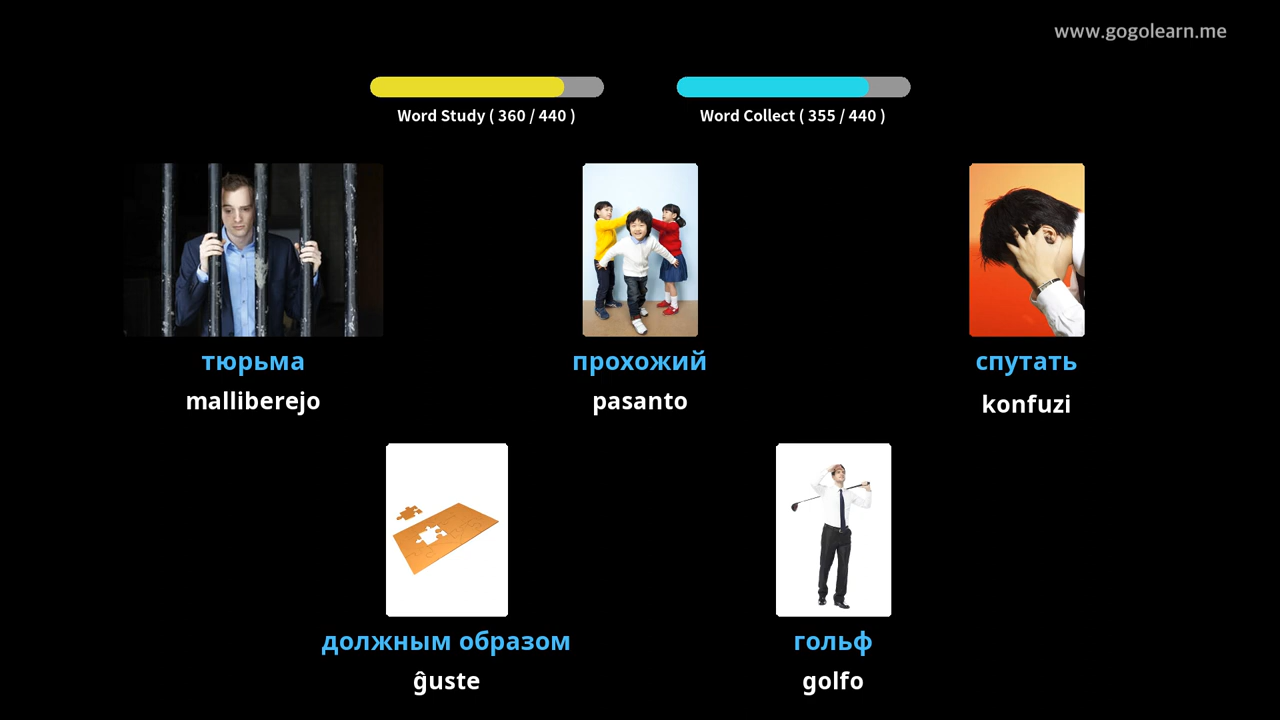 www.gogolearn.me
Word Study ( 360 / 440 )
Word Collect ( 355 / 440 )
тюрьма
malliberejo
прохожий
pasanto
спутать
konfuzi
должным образом
ĝuste
гольф
golfo